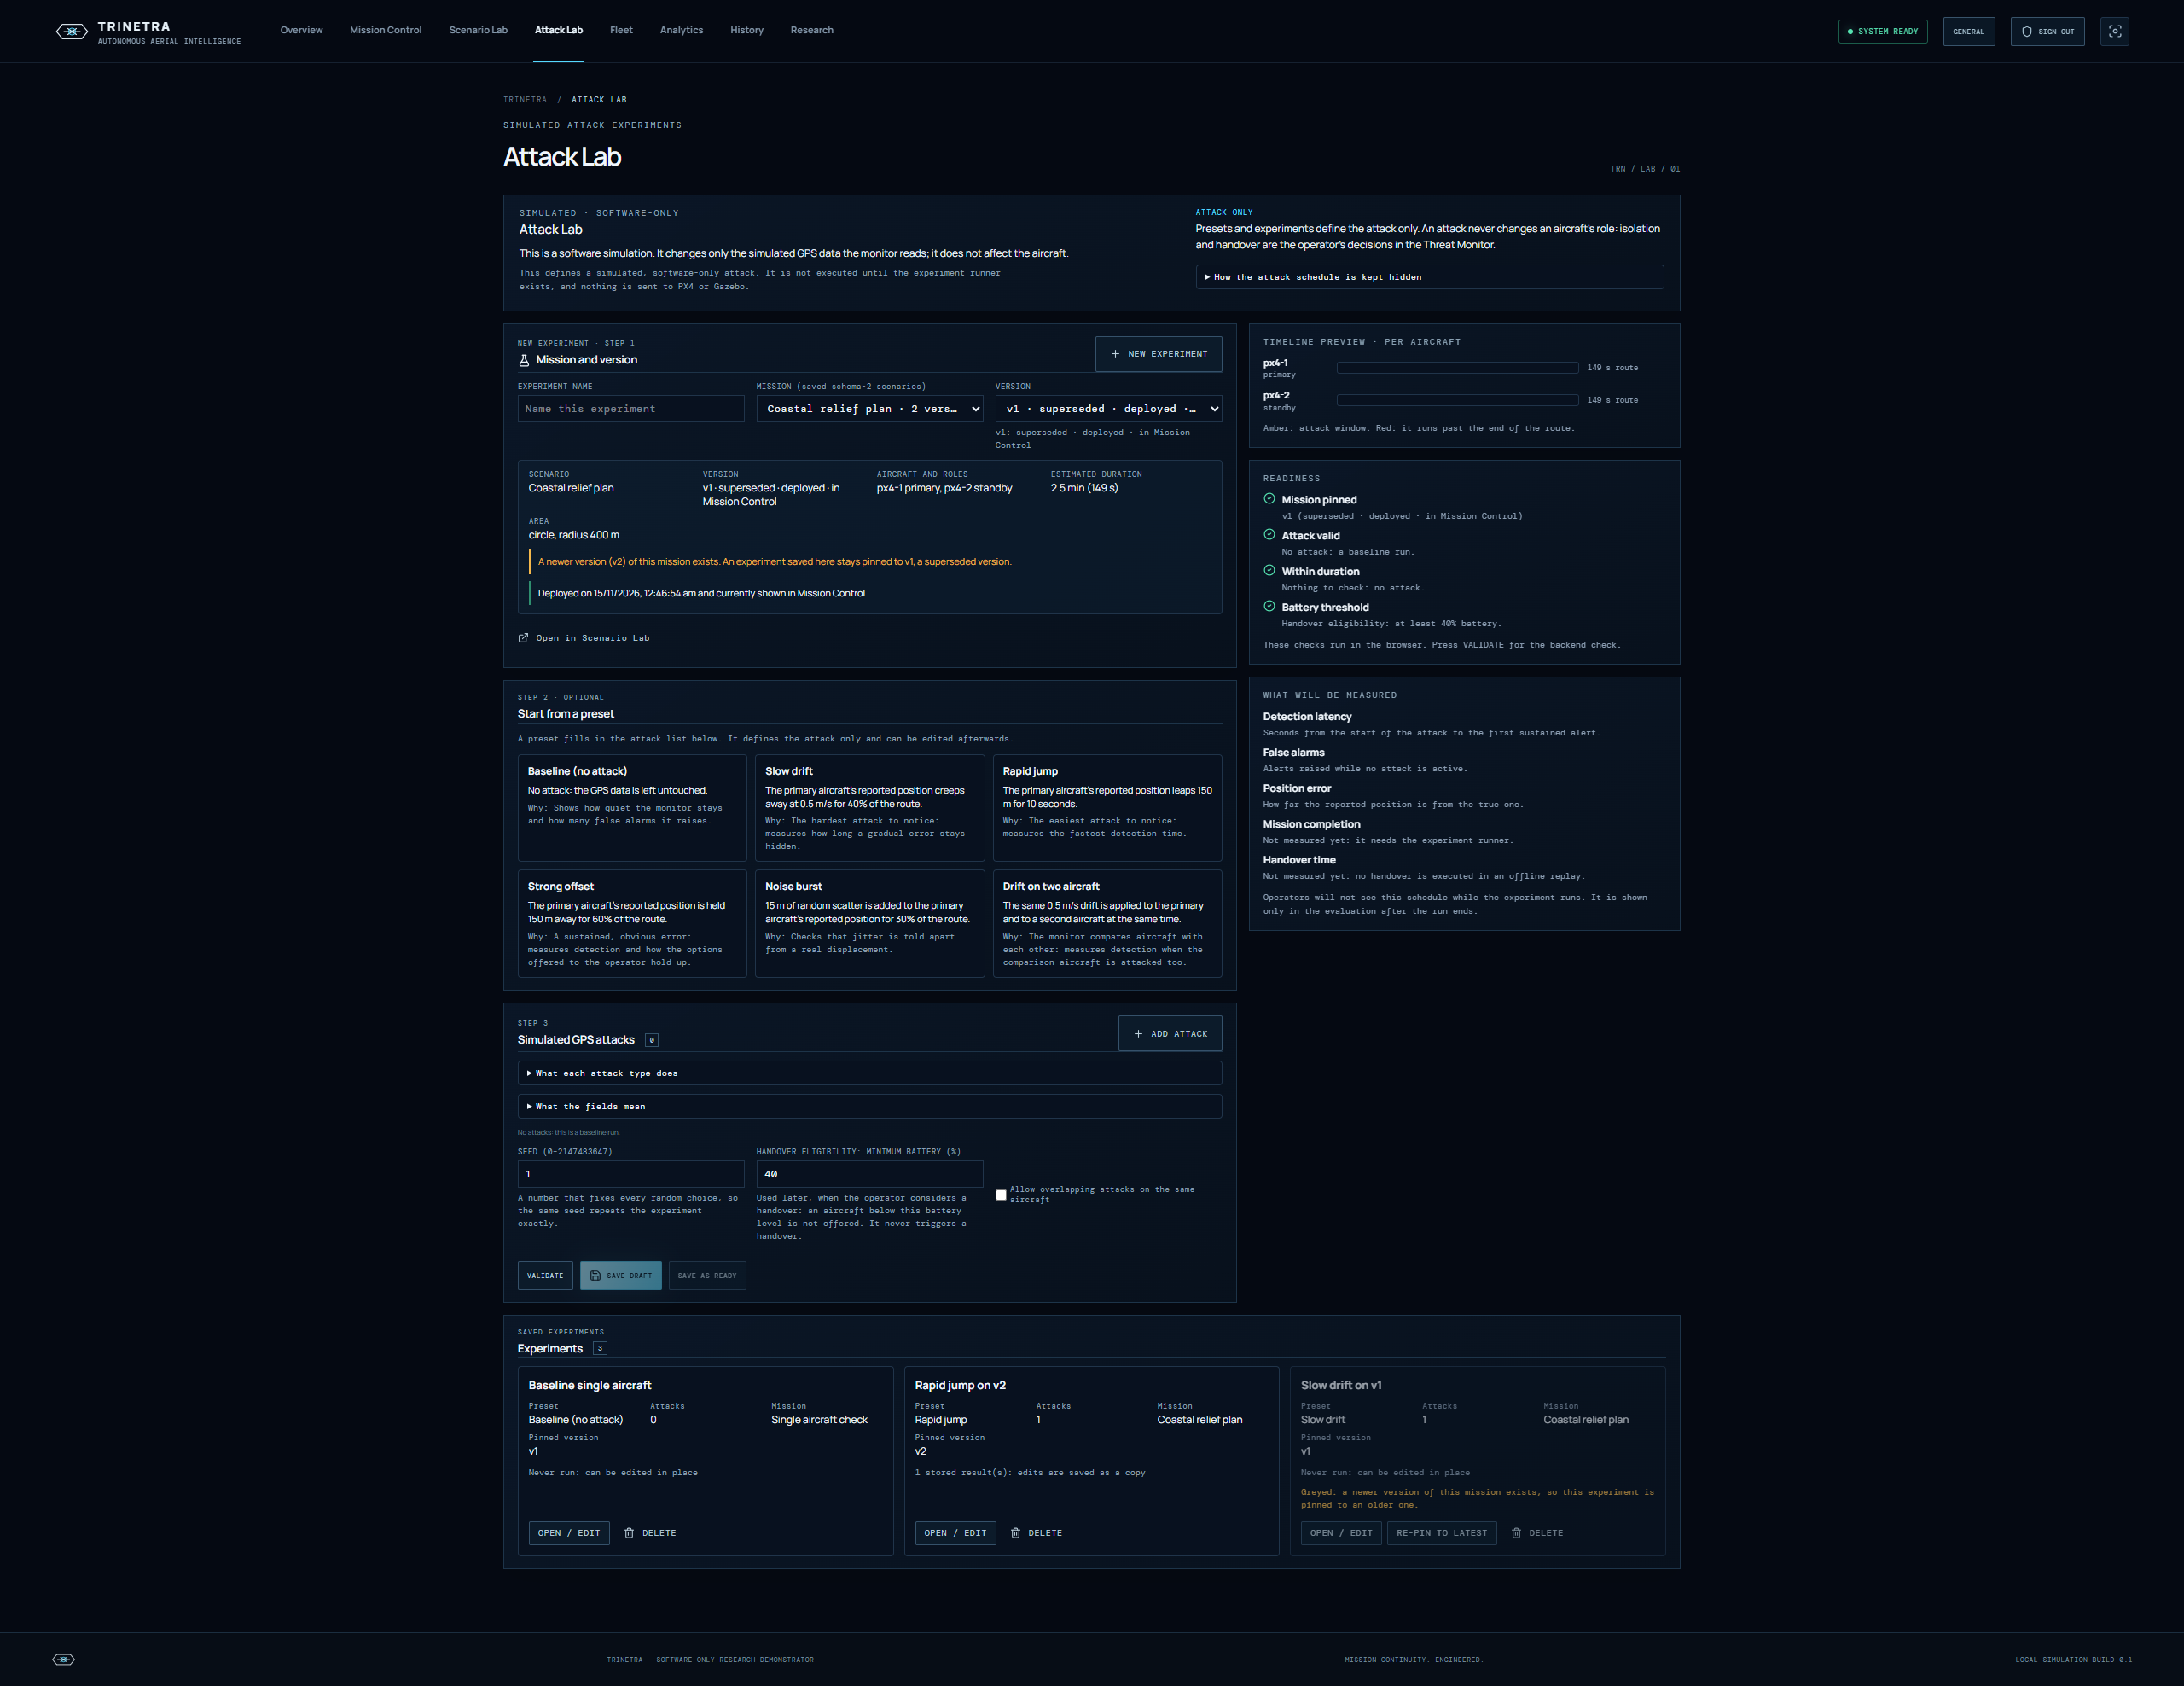 TRINETRA
AUTONOMOUS AERIAL INTELLIGENCE
Overview
Mission Control
Scenario Lab
Attack Lab
Fleet
Analytics
History
Research
SYSTEM READY
GENERAL
SIGN OUT
TRINETRA / ATTACK LAB
SIMULATED ATTACK EXPERIMENTS
Attack Lab
TRN / LAB / 01
SIMULATED · SOFTWARE-ONLY
Attack Lab
This is a software simulation. It changes only the simulated GPS data the monitor reads; it does not affect the aircraft.
This defines a simulated, software-only attack. It is not executed until the experiment runner
exists, and nothing is sent to PX4 or Gazebo.
ATTACK ONLY
Presets and experiments define the attack only. An attack never changes an aircraft's role: isolation
and handover are the operator's decisions in the Threat Monitor.
How the attack schedule is kept hidden
NEW EXPERIMENT · STEP 1
Mission and version
NEW EXPERIMENT
EXPERIMENT NAME
Name this experiment
MISSION (saved schema-2 scenarios)
Coastal relief plan · 2 vers…
VERSION
v1 · superseded · deployed ·…
v1: superseded · deployed · in Mission
Control
SCENARIO
Coastal relief plan
VERSION
v1 · superseded · deployed · in
Mission Control
AIRCRAFT AND ROLES
px4-1 primary, px4-2 standby
ESTIMATED DURATION
2.5 min (149 s)
AREA
circle, radius 400 m
A newer version (v2) of this mission exists. An experiment saved here stays pinned to v1, a superseded version.
Deployed on 15/11/2026, 12:46:54 am and currently shown in Mission Control.
Open in Scenario Lab
TIMELINE PREVIEW · PER AIRCRAFT
px4-1
primary
149 s route
px4-2
standby
149 s route
Amber: attack window. Red: it runs past the end of the route.
READINESS
Mission pinned
v1 (superseded · deployed · in Mission Control)
Attack valid
No attack: a baseline run.
Within duration
Nothing to check: no attack.
Battery threshold
Handover eligibility: at least 40% battery.
These checks run in the browser. Press VALIDATE for the backend check.
WHAT WILL BE MEASURED
Detection latency
Seconds from the start of the attack to the first sustained alert.
False alarms
Alerts raised while no attack is active.
Position error
How far the reported position is from the true one.
Mission completion
Not measured yet: it needs the experiment runner.
Handover time
Not measured yet: no handover is executed in an offline replay.
Operators will not see this schedule while the experiment runs. It is shown
only in the evaluation after the run ends.
STEP 2 · OPTIONAL
Start from a preset
A preset fills in the attack list below. It defines the attack only and can be edited afterwards.
Baseline (no attack)
No attack: the GPS data is left untouched.
Why: Shows how quiet the monitor stays
and how many false alarms it raises.
Slow drift
The primary aircraft's reported position creeps
away at 0.5 m/s for 40% of the route.
Why: The hardest attack to notice:
measures how long a gradual error stays
hidden.
Rapid jump
The primary aircraft's reported position leaps 150
m for 10 seconds.
Why: The easiest attack to notice:
measures the fastest detection time.
Strong offset
The primary aircraft's reported position is held
150 m away for 60% of the route.
Why: A sustained, obvious error:
measures detection and how the options
offered to the operator hold up.
Noise burst
15 m of random scatter is added to the primary
aircraft's reported position for 30% of the route.
Why: Checks that jitter is told apart
from a real displacement.
Drift on two aircraft
The same 0.5 m/s drift is applied to the primary
and to a second aircraft at the same time.
Why: The monitor compares aircraft with
each other: measures detection when the
comparison aircraft is attacked too.
STEP 3
Simulated GPS attacks 0
ADD ATTACK
What each attack type does
What the fields mean
No attacks: this is a baseline run.
SEED (0-2147483647)
1
A number that fixes every random choice, so
the same seed repeats the experiment
exactly.
HANDOVER ELIGIBILITY: MINIMUM BATTERY (%)
40
Used later, when the operator considers a
handover: an aircraft below this battery
level is not offered. It never triggers a
handover.
Allow overlapping attacks on the same
aircraft
VALIDATE
SAVE DRAFT
SAVE AS READY
SAVED EXPERIMENTS
Experiments 3
Baseline single aircraft
Preset
Baseline (no attack)
Attacks
0
Mission
Single aircraft check
Pinned version
v1
Never run: can be edited in place
OPEN / EDIT
DELETE
Rapid jump on v2
Preset
Rapid jump
Attacks
1
Mission
Coastal relief plan
Pinned version
v2
1 stored result(s): edits are saved as a copy
OPEN / EDIT
DELETE
Slow drift on v1
Preset
Slow drift
Attacks
1
Mission
Coastal relief plan
Pinned version
v1
Never run: can be edited in place
Greyed: a newer version of this mission exists, so this experiment is
pinned to an older one.
OPEN / EDIT
RE-PIN TO LATEST
DELETE
TRINETRA · SOFTWARE-ONLY RESEARCH DEMONSTRATOR
MISSION CONTINUITY. ENGINEERED.
LOCAL SIMULATION BUILD 0.1